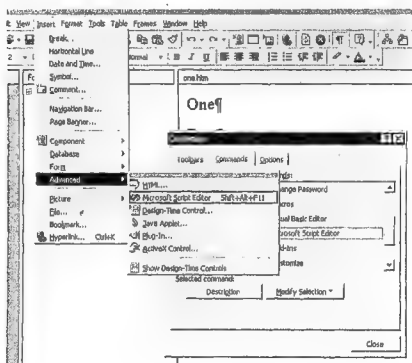 View Insert Format Tools Table Frames Window Help
Break...
Horizontal Line
Date and Time...
Symbol...
Comment...
Navigation Bar...
Page Banner...
Component
Database
Form
Advanced
Picture
File...
Bookmark...
Hyperlink... Ctrl+K
HTML...
Microsoft Script Editor Shift+Alt+F11
Design-Time Control...
Java Applet...
Plug-In...
ActiveX Control...
Show Design-Time Controls
one.htm
One¶
Toolbars Commands Options
ange Password
cros
ual Basic Editor
rosoft Script Editor
d-Ins
stomize
Selected command:
Description Modify Selection
Close